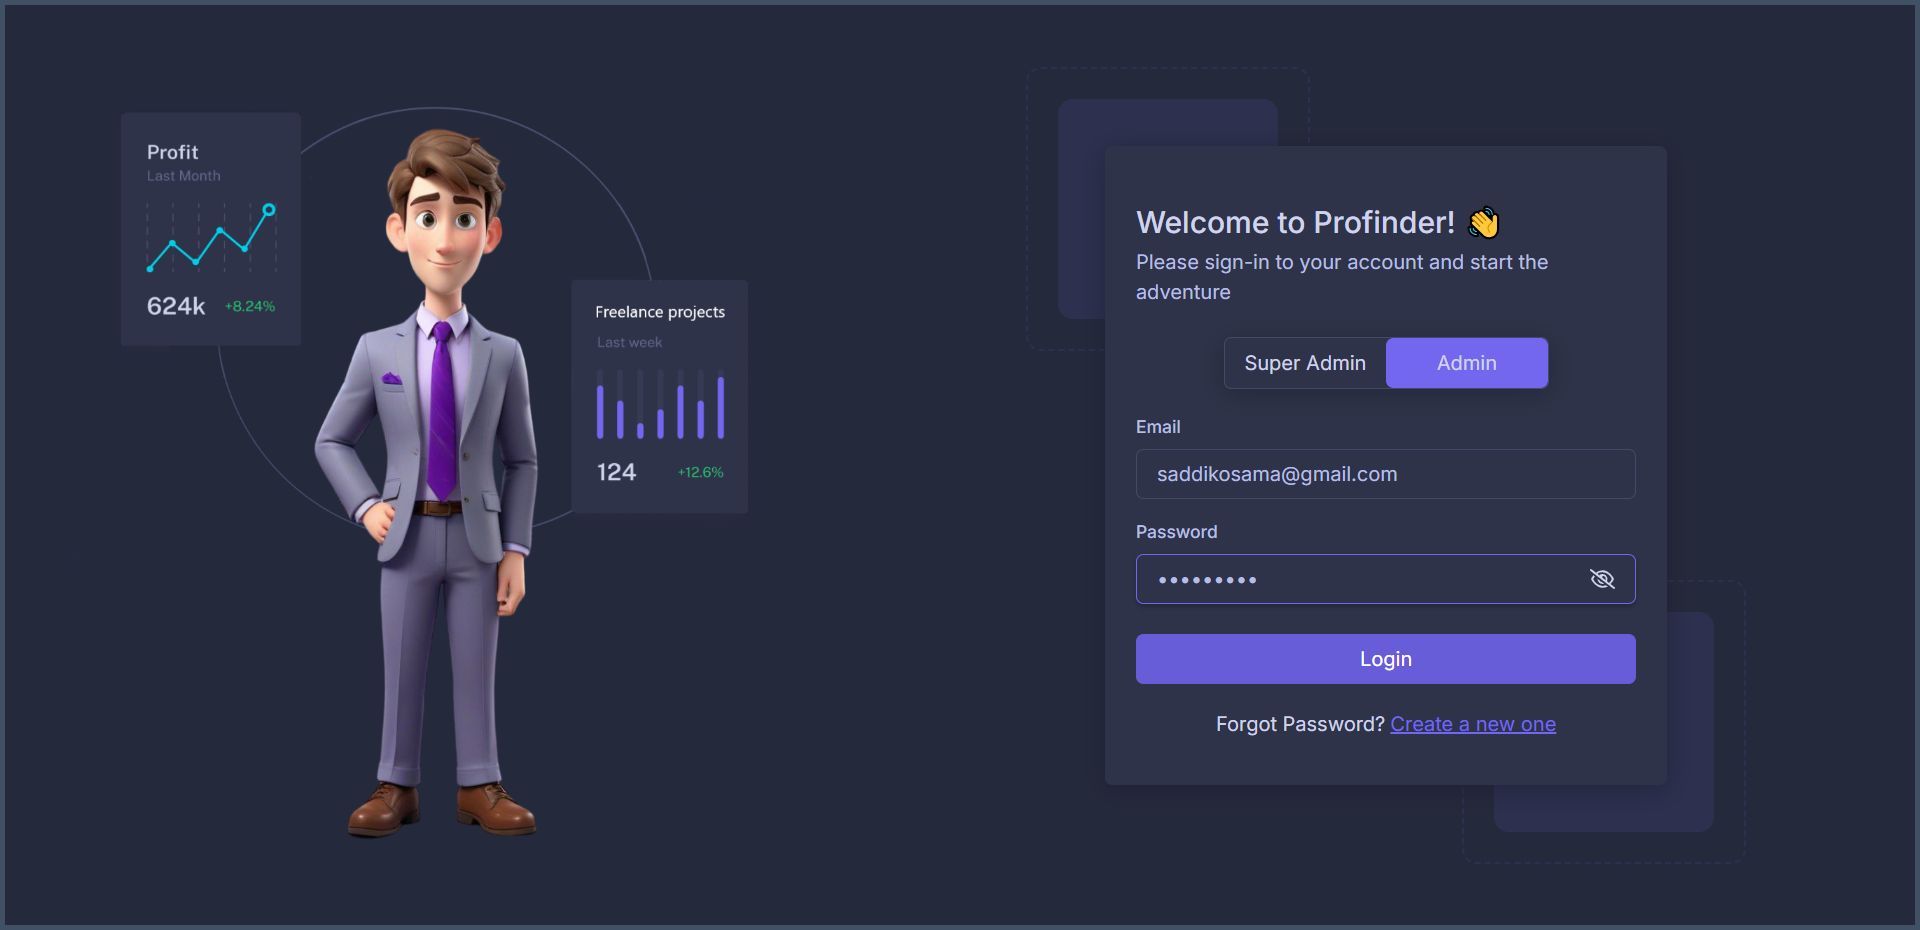 Profit
Last Month
624k +8.24%
Freelance projects
Last week
124 +12.6%
Welcome to Profinder! 👋
Please sign-in to your account and start the
adventure
Super Admin Admin
Email
saddikosama@gmail.com
Password
•••••••••
Login
Forgot Password? Create a new one